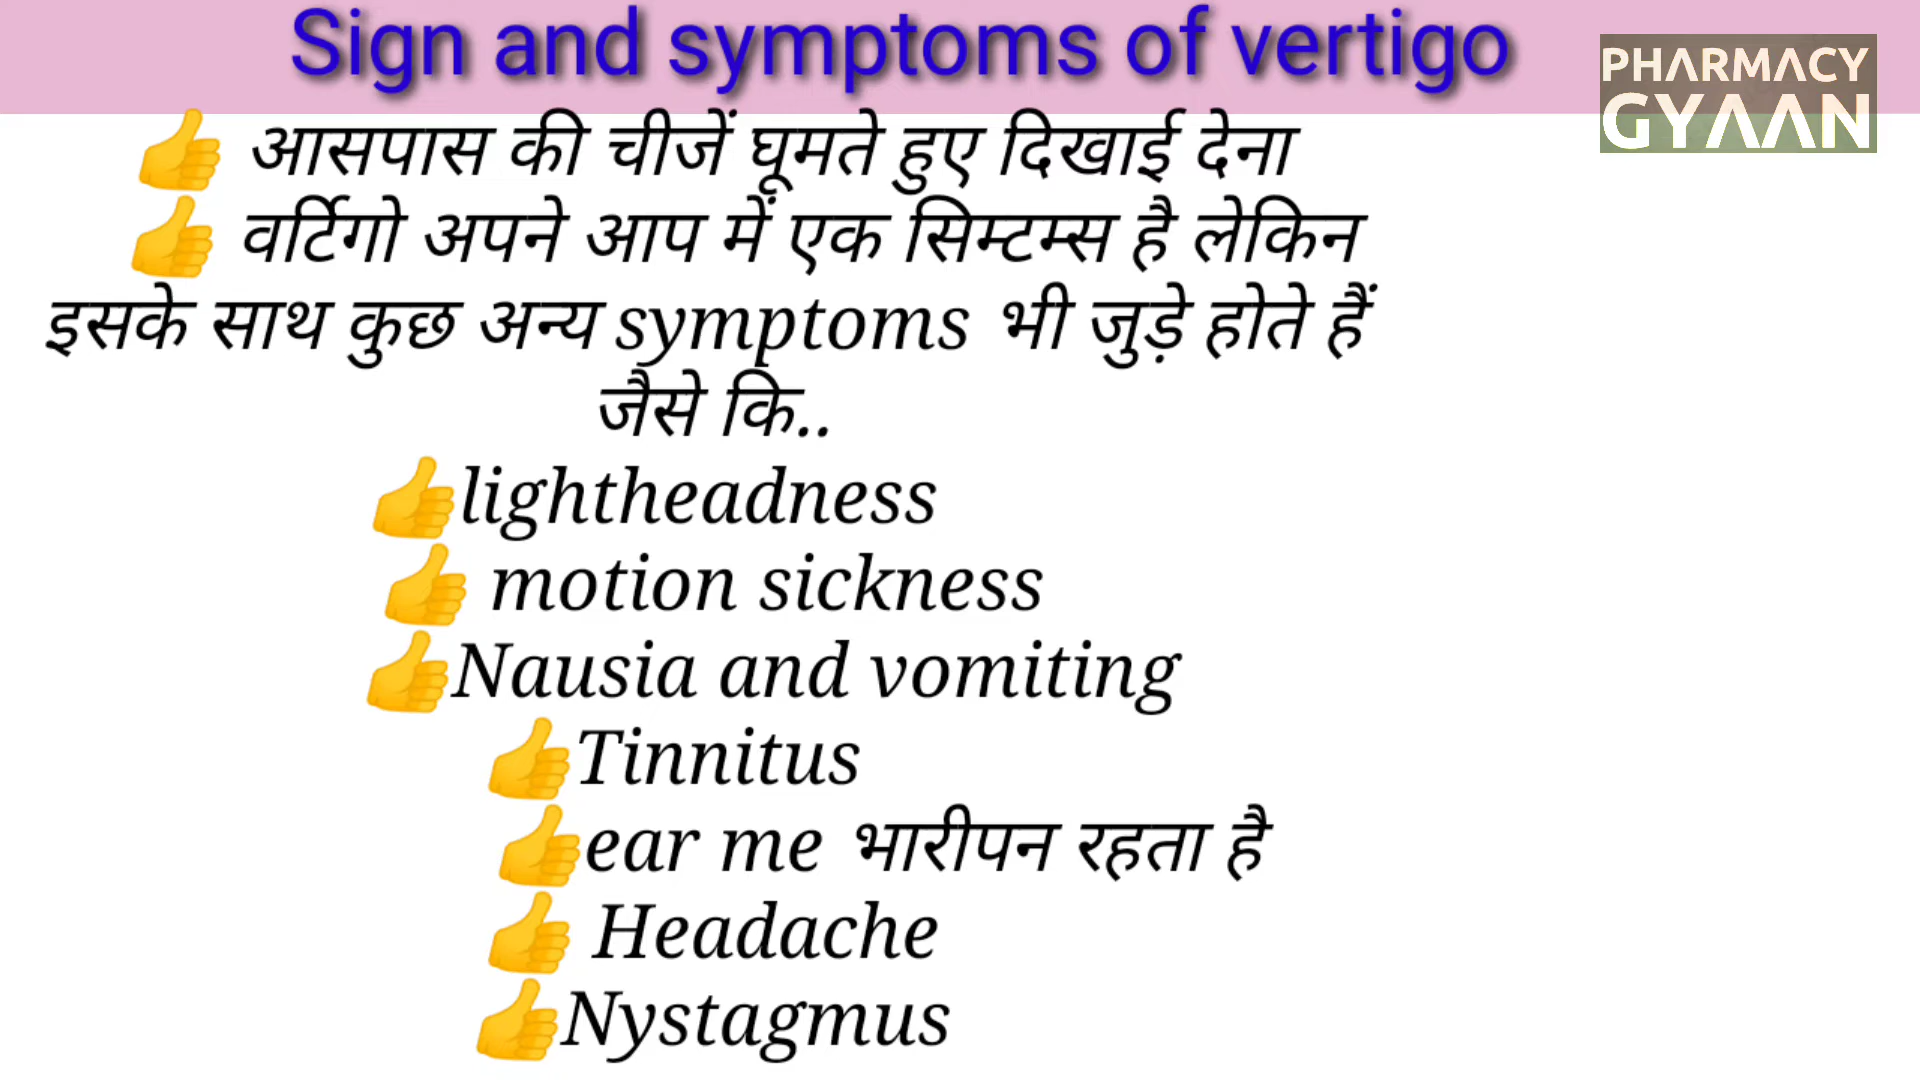 Sign and symptoms of vertigo
PHARMACY
GYAAN
👍 आसपास की चीजें घूमते हुए दिखाई देना
👍 वर्टिगो अपने आप में एक सिम्टम्स है लेकिन
इसके साथ कुछ अन्य symptoms भी जुड़े होते हैं
जैसे कि..
👍lightheadness
👍 motion sickness
👍Nausia and vomiting
👍Tinnitus
👍ear me भारीपन रहता है
👍 Headache
👍Nystagmus